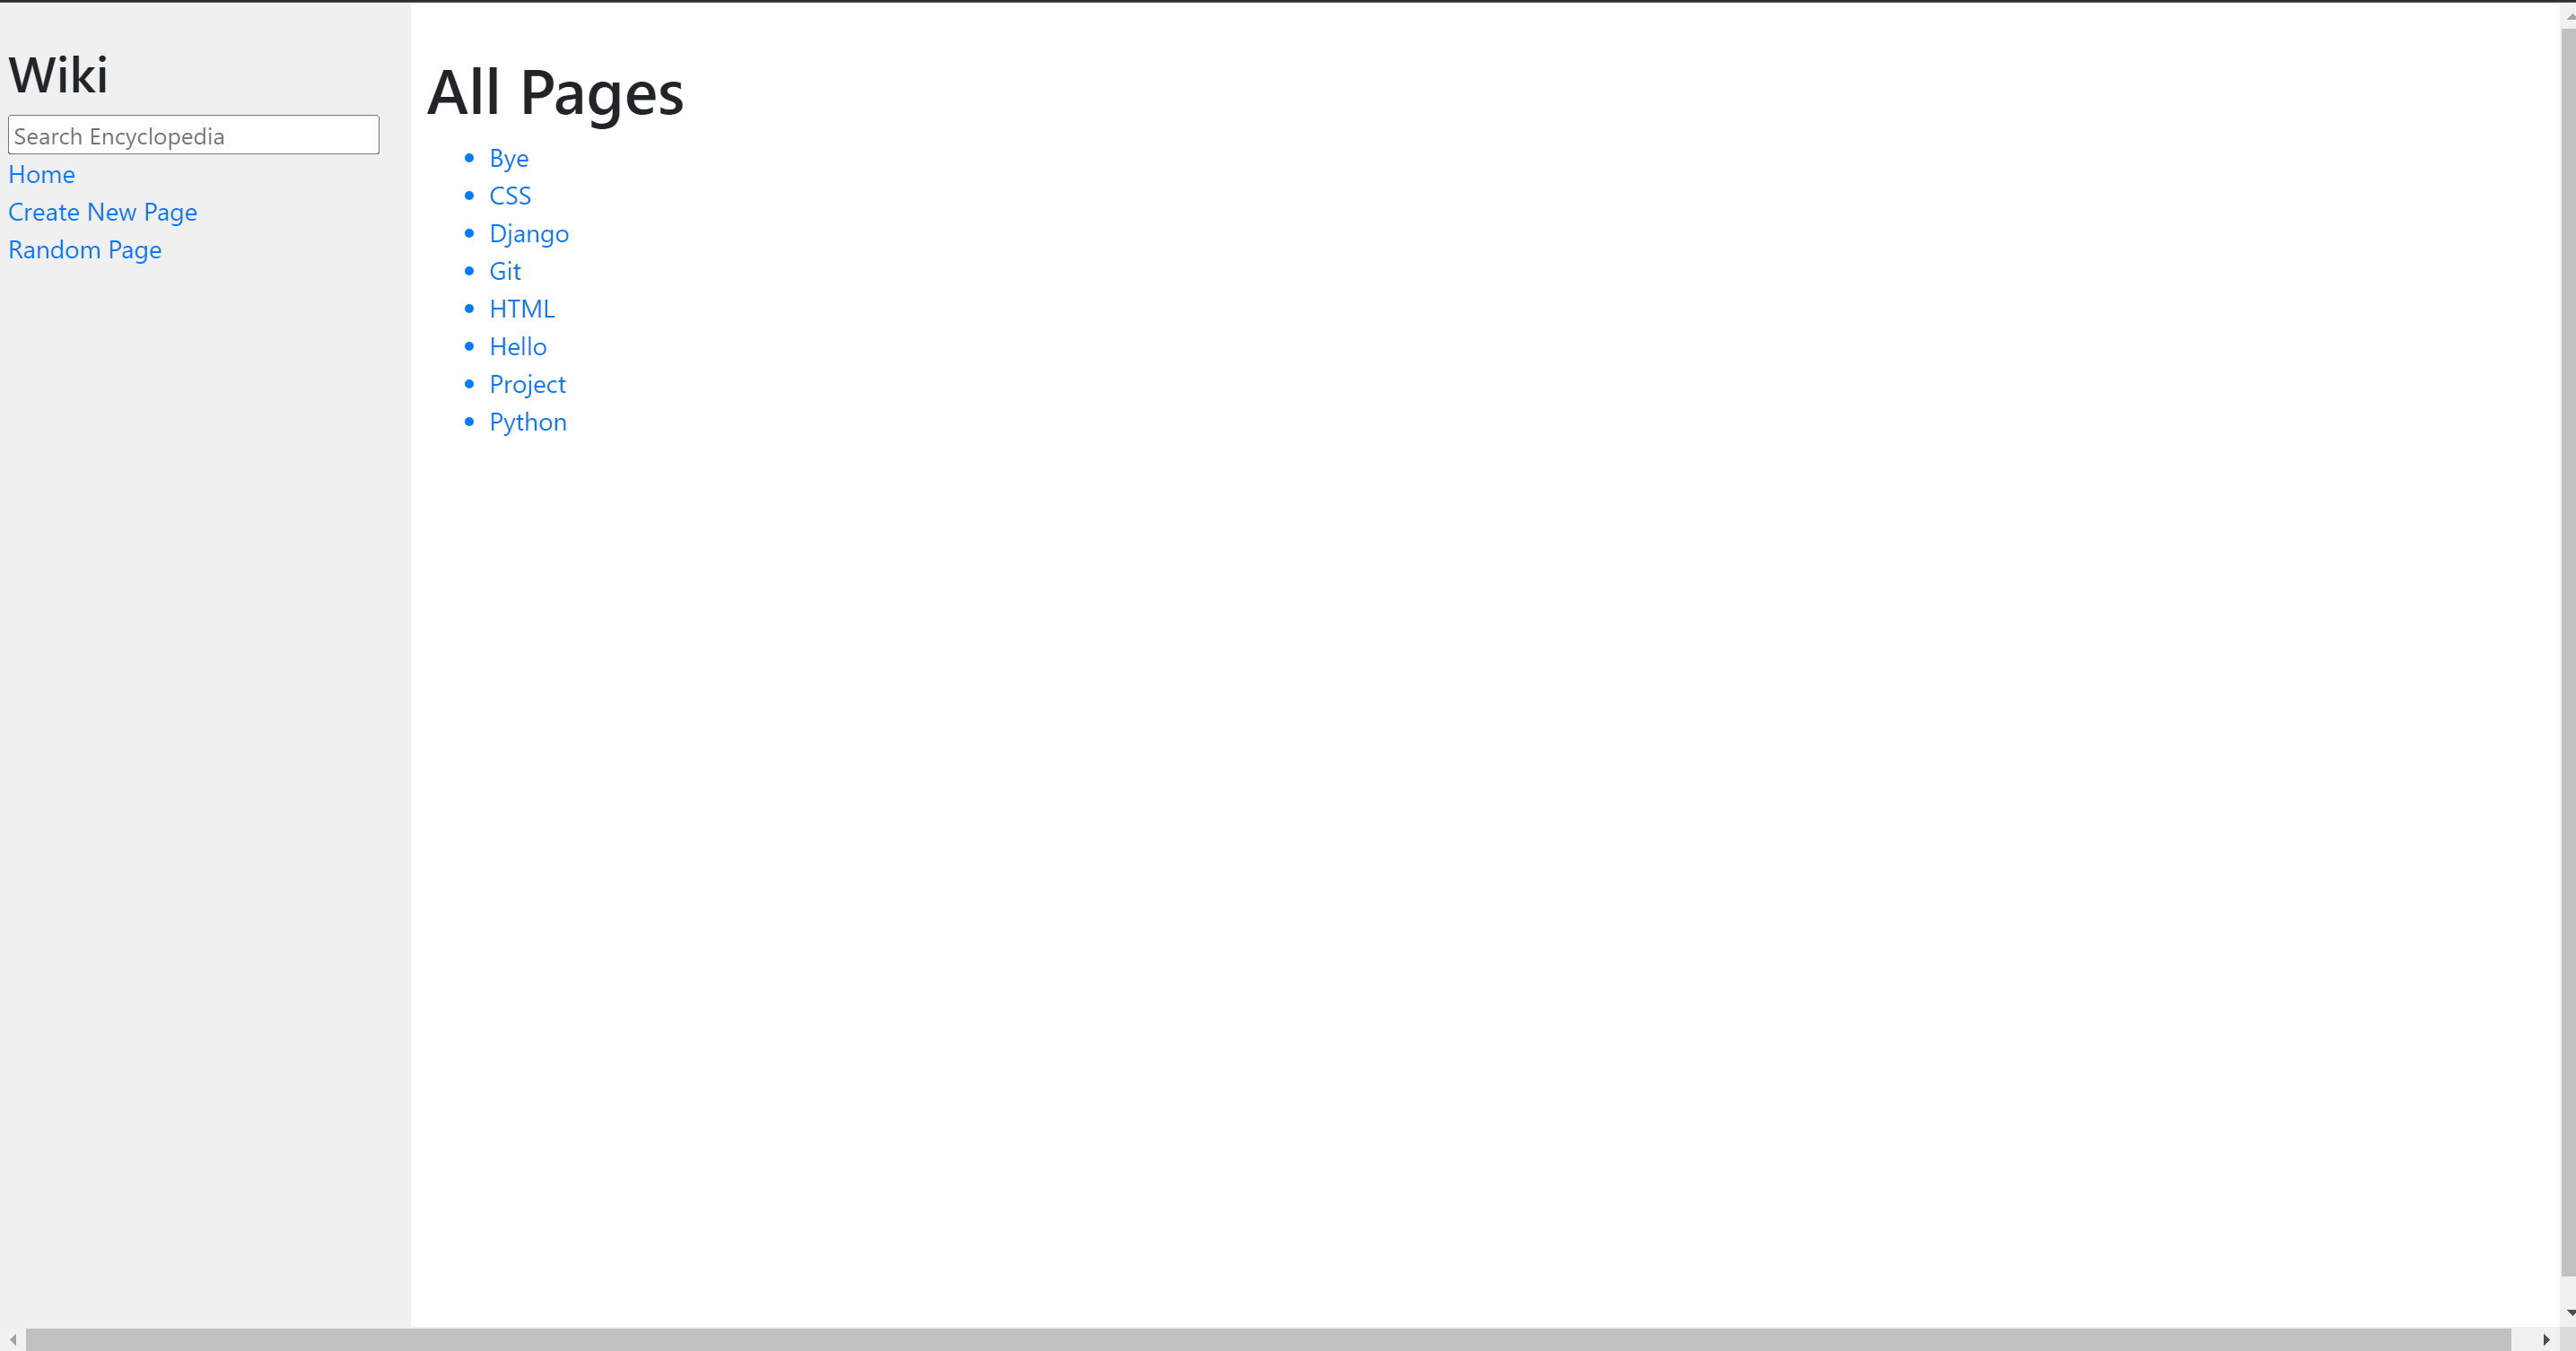 Wiki
Search Encyclopedia
Home
Create New Page
Random Page
All Pages
Bye
CSS
Django
Git
HTML
Hello
Project
Python